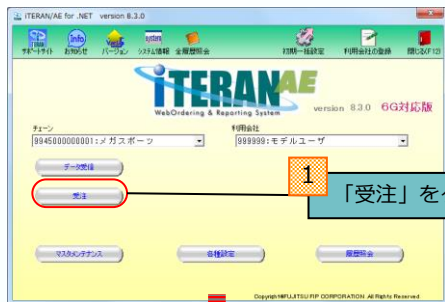 iTERAN/AE for .NET version 8.3.0
ｻﾎﾟｰﾄｻｲﾄ お知らせ バージョン システム情報 全履歴照会 初期一括設定 利用会社の登録 閉じる(F12)
iTERAN AE
WebOrdering & Reporting System
version 8.3.0 6G対応版
チェーン 利用会社
9945000000001:メガスポーツ 999999:モデルユーザ
データ受信
受注
1
「受注」を
マスタメンテナンス 各種設定 履歴照会
Copyright©FUJITSU FIP CORPORATION All Rights Reserved